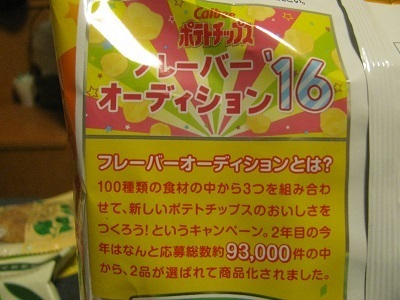 Calbee
ポテトチップス
フレーバー
オーディション'16
フレーバーオーディションとは?
100種類の食材の中から3つを組み合わ
せて、新しいポテトチップスのおいしさを
つくろう!というキャンペーン。2年目の今
年はなんと応募総数約93,000件の中
から、2品が選ばれて商品化されました。